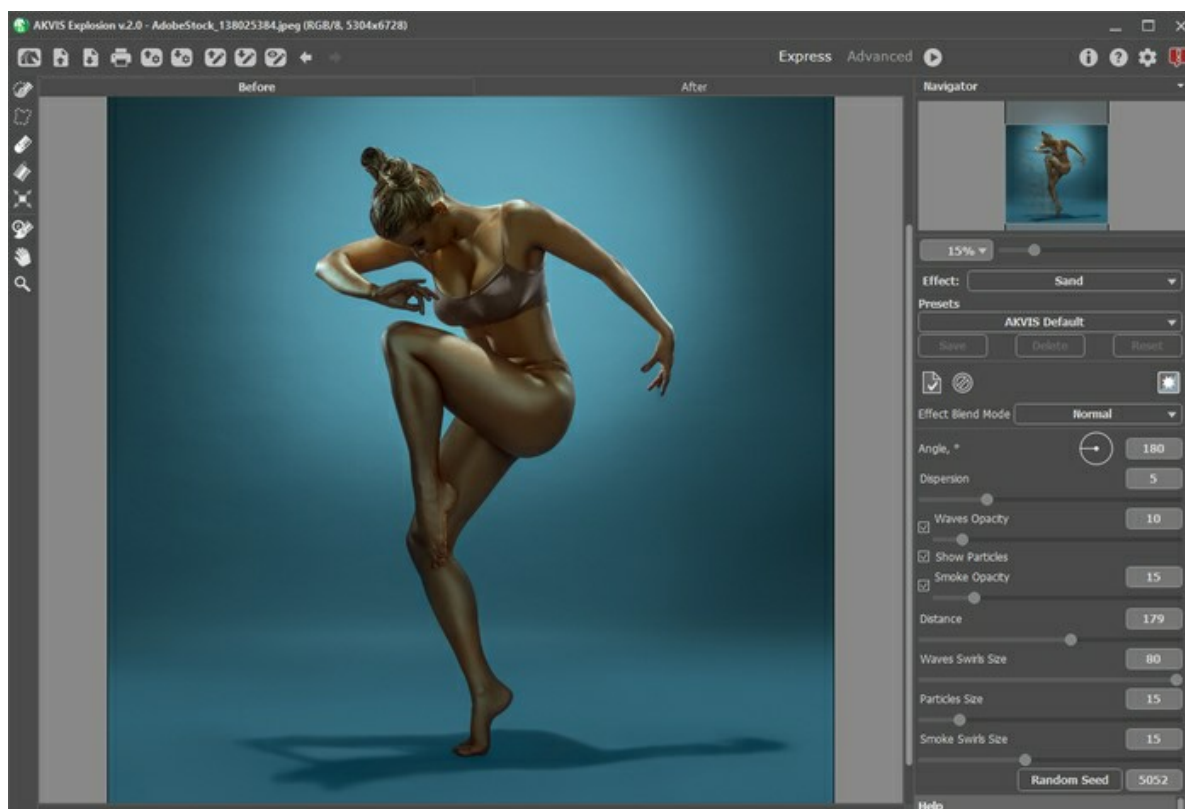 AKVIS Explosion v.2.0 - AdobeStock_138025384.jpeg (RGB/8, 5304x6728)
Express Advanced
Before After
Navigator
15%
Effect: Sand
Presets
AKVIS Default
Save Delete Reset
Effect Blend Mode Normal
Angle, ° 180
Dispersion 5
Waves Opacity 10
Show Particles
Smoke Opacity 15
Distance 179
Waves Swirls Size 80
Particles Size 15
Smoke Swirls Size 15
Random Seed 5052
Help